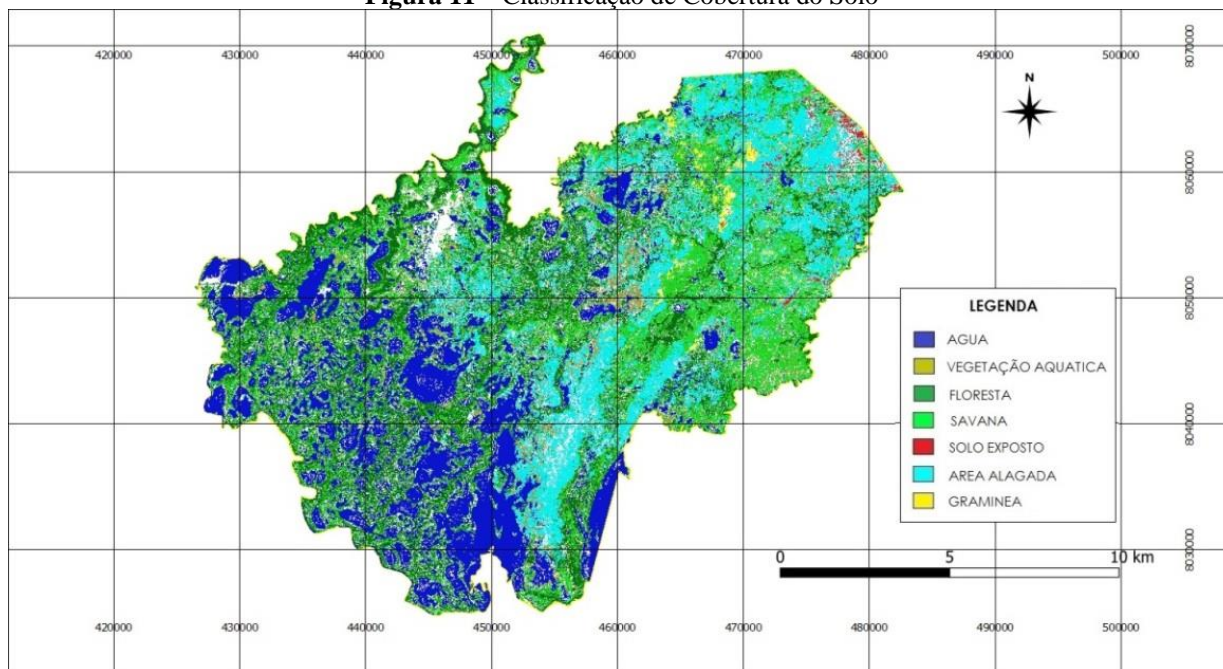 Figura 11 – Classificação de Cobertura do Solo
420000 430000 440000 450000 460000 470000 480000 490000 500000
8070000
N
8060000
8050000
LEGENDA
AGUA
VEGETAÇÃO AQUATICA
FLORESTA
SAVANA
SOLO EXPOSTO
AREA ALAGADA
GRAMINEA
8040000
0 5 10 km
8030000
420000 430000 440000 450000 460000 470000 480000 490000 500000